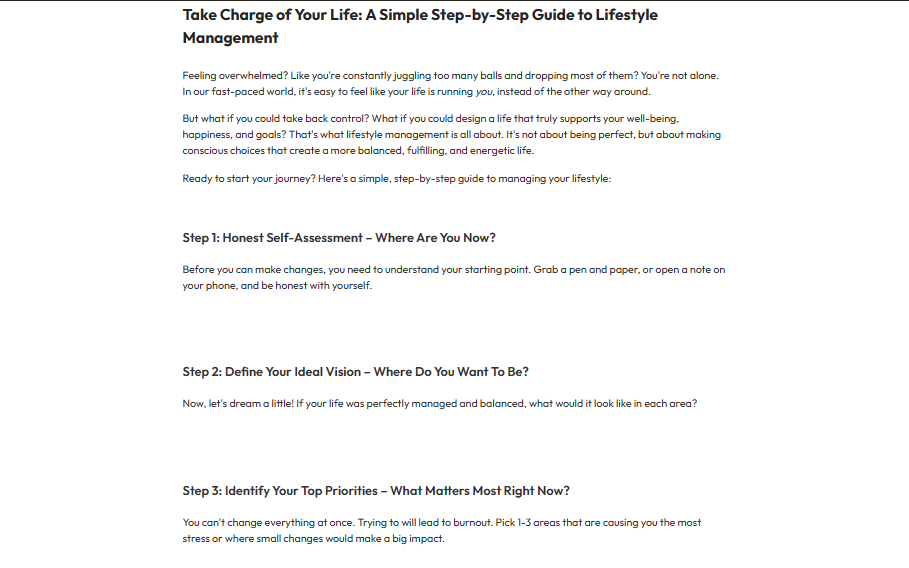 Take Charge of Your Life: A Simple Step-by-Step Guide to Lifestyle
Management
Feeling overwhelmed? Like you're constantly juggling too many balls and dropping most of them? You're not alone.
In our fast-paced world, it's easy to feel like your life is running you, instead of the other way around.
But what if you could take back control? What if you could design a life that truly supports your well-being,
happiness, and goals? That's what lifestyle management is all about. It's not about being perfect, but about making
conscious choices that create a more balanced, fulfilling, and energetic life.
Ready to start your journey? Here's a simple, step-by-step guide to managing your lifestyle:
Step 1: Honest Self-Assessment – Where Are You Now?
Before you can make changes, you need to understand your starting point. Grab a pen and paper, or open a note on
your phone, and be honest with yourself.
Step 2: Define Your Ideal Vision – Where Do You Want To Be?
Now, let's dream a little! If your life was perfectly managed and balanced, what would it look like in each area?
Step 3: Identify Your Top Priorities – What Matters Most Right Now?
You can't change everything at once. Trying to will lead to burnout. Pick 1-3 areas that are causing you the most
stress or where small changes would make a big impact.